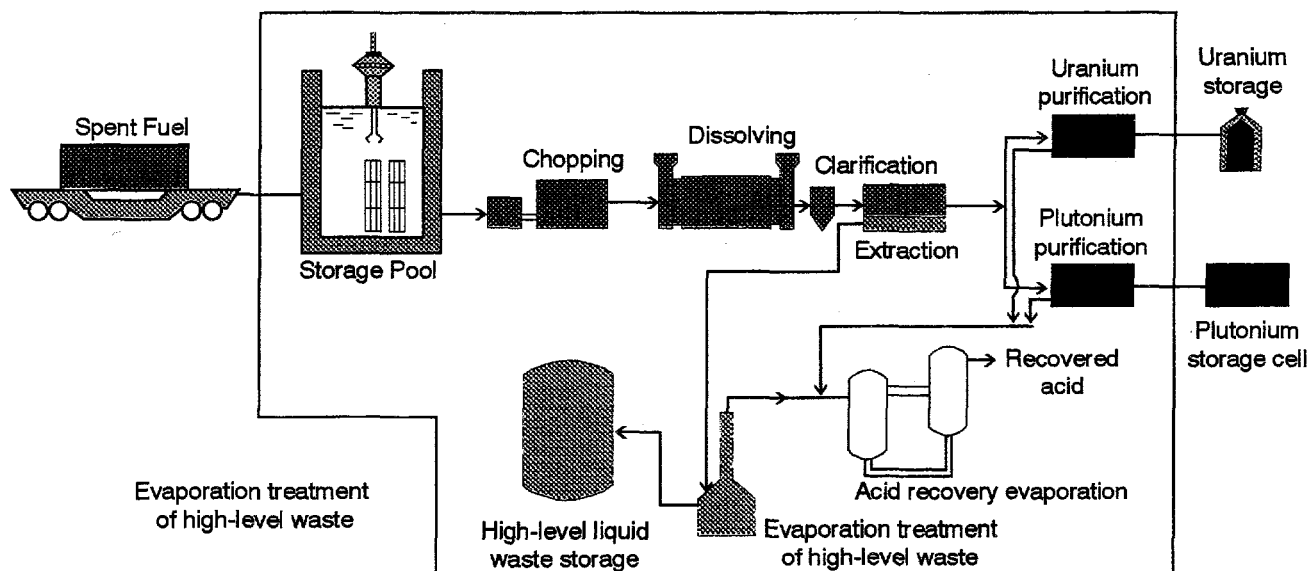 Spent Fuel
Storage Pool
Chopping
Dissolving
Clarification
Extraction
Uranium
purification
Uranium
storage
Plutonium
purification
Plutonium
storage cell
Recovered
acid
Acid recovery evaporation
Evaporation treatment
of high-level waste
High-level liquid
waste storage
Evaporation treatment
of high-level waste